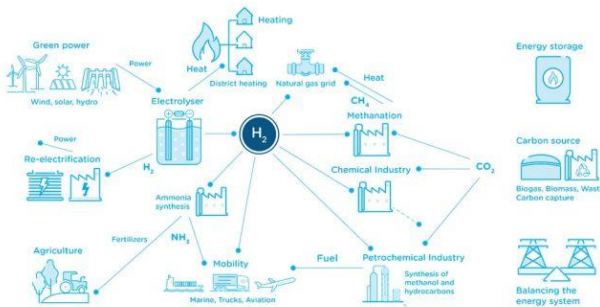 Green power
Power
Wind, solar, hydro
Heating
Heat
District heating
Natural gas grid
Heat
CH4
Methanation
Energy storage
Electrolyser
H2
Power
Re-electrification
H2
Chemical Industry
CO2
Carbon source
Biogas, Biomass, Wast
Carbon capture
Ammonia
synthesis
Agriculture
Fertilizers
NH3
Mobility
Marine, Trucks, Aviation
Fuel
Petrochemical Industry
Synthesis of
methanol and
hydrocarbons
Balancing the
energy system